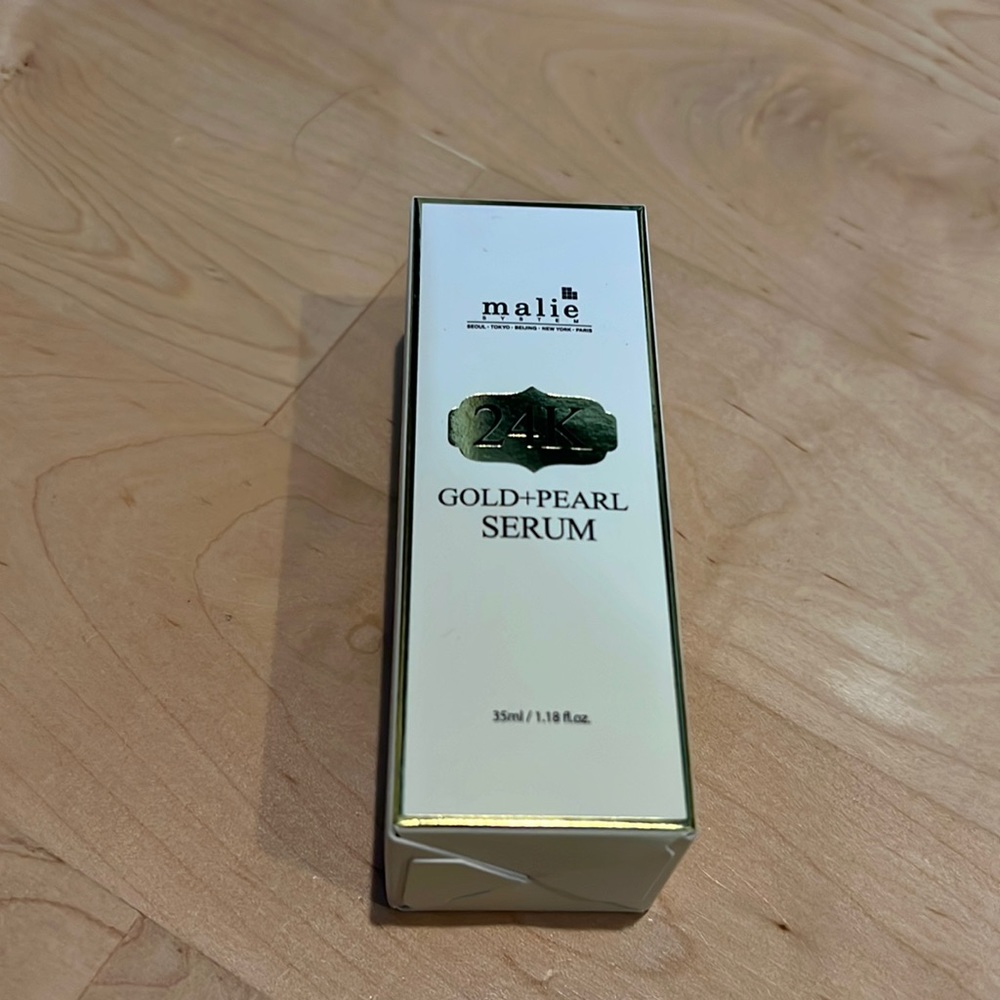 malie
SYSTEM
SEOUL - TOKYO - BEIJING - NEW YORK - PARIS
24K
GOLD+PEARL
SERUM
35ml / 1.18 fl.oz.